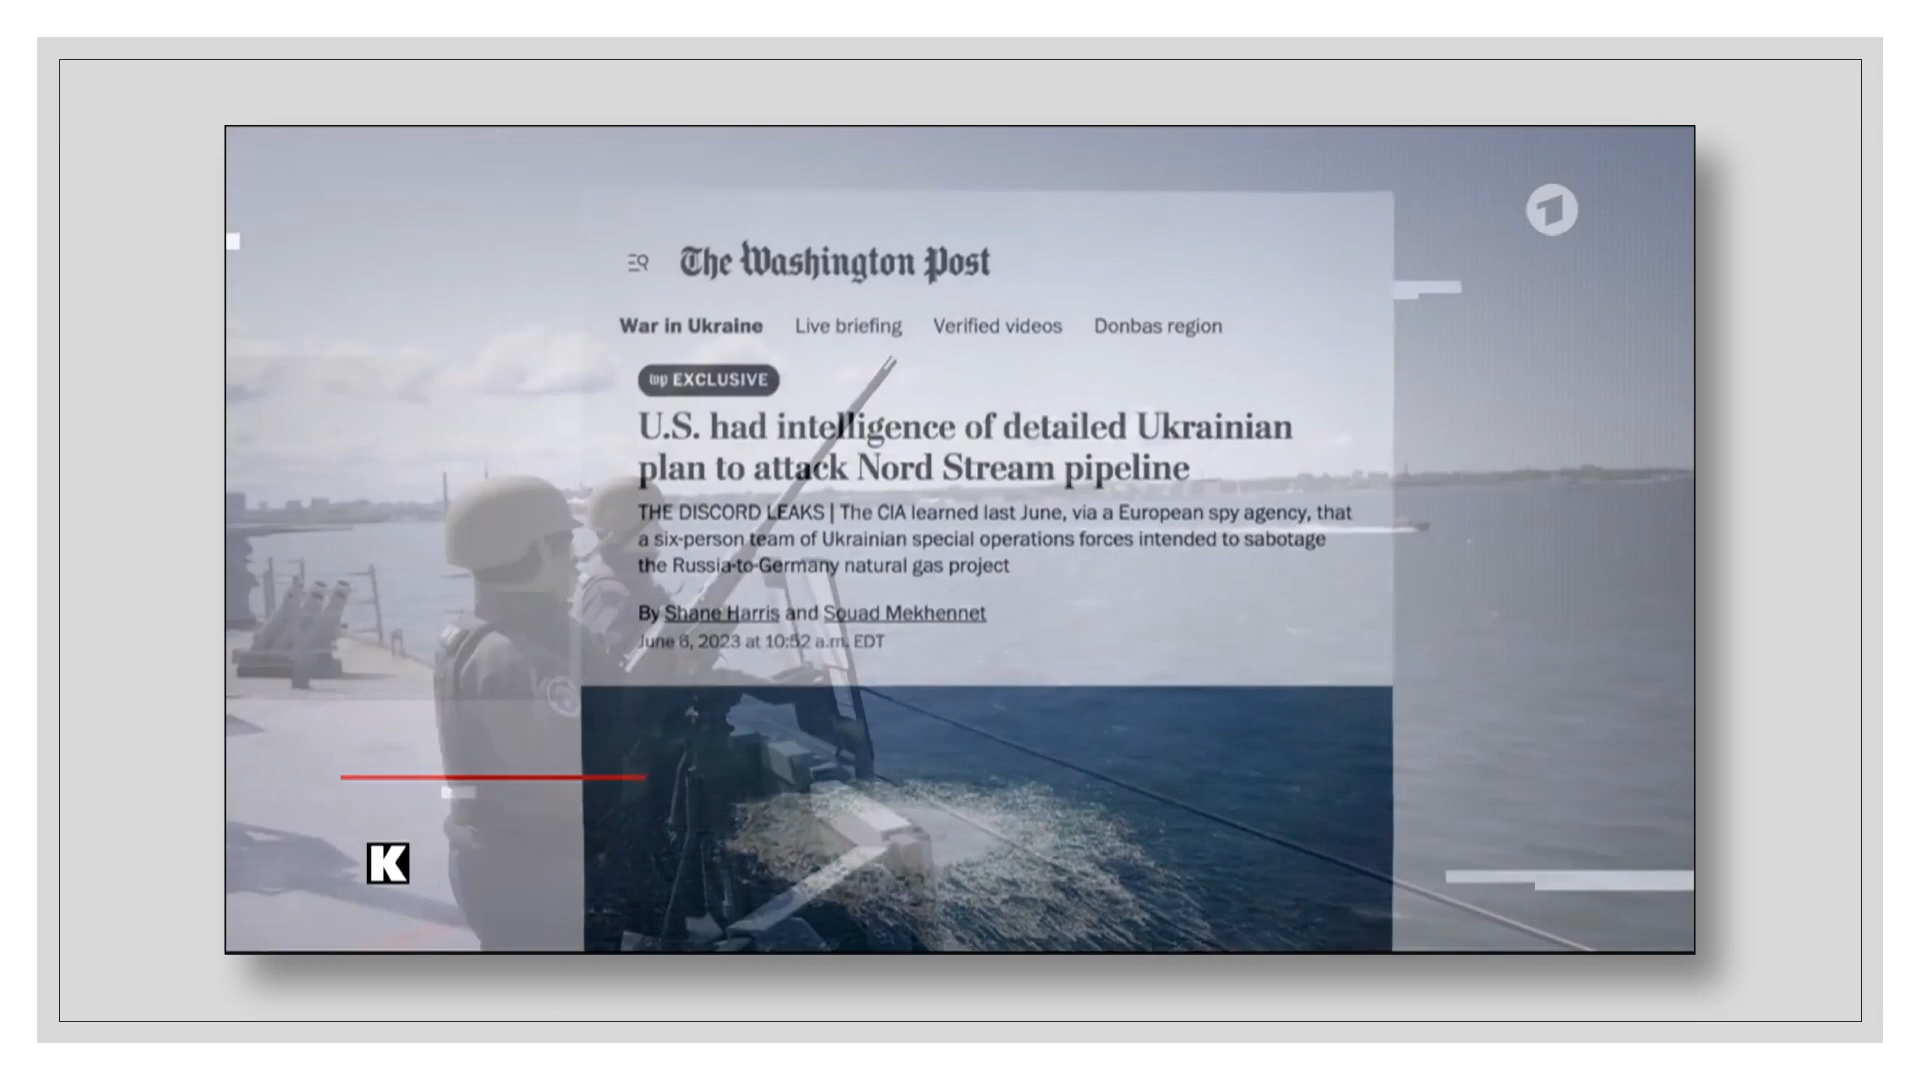 The Washington Post
War in Ukraine Live briefing Verified videos Donbas region
wp EXCLUSIVE
U.S. had intelligence of detailed Ukrainian
plan to attack Nord Stream pipeline
THE DISCORD LEAKS | The CIA learned last June, via a European spy agency, that
a six-person team of Ukrainian special operations forces intended to sabotage
the Russia-to-Germany natural gas project
By Shane Harris and Souad Mekhennet
June 6, 2023 at 10:52 a.m. EDT
K
1